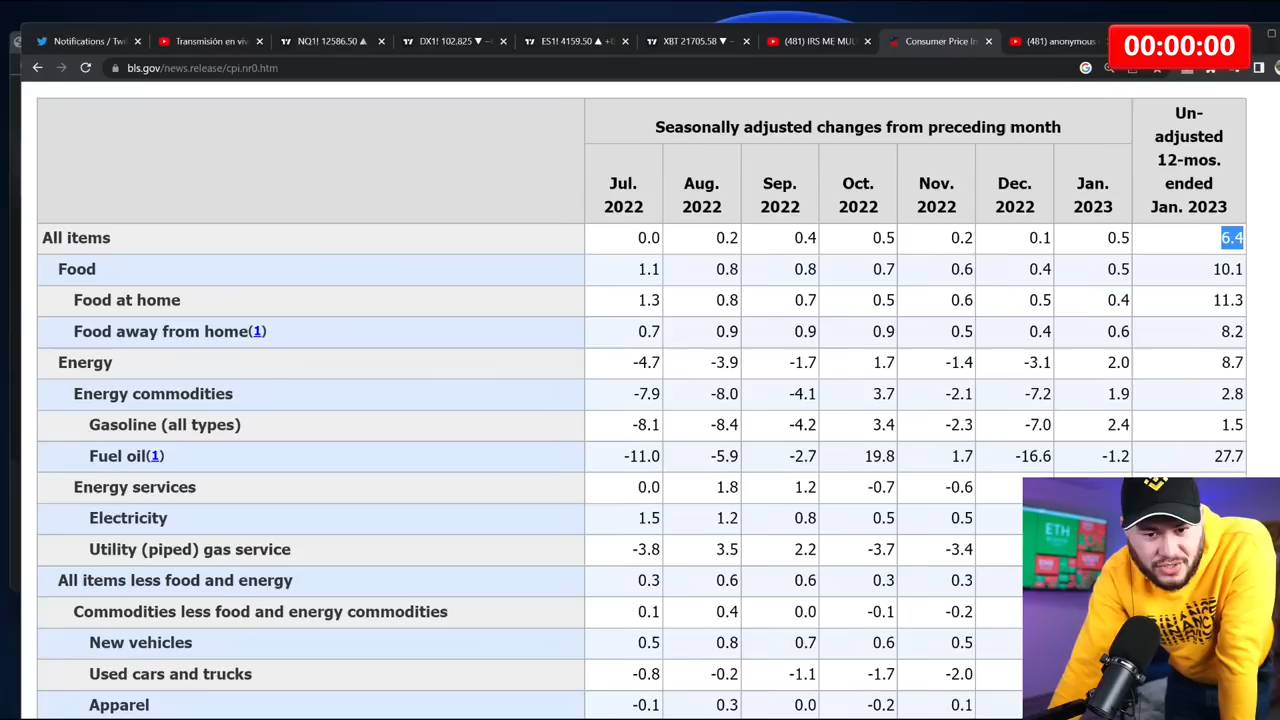 Notifications / Tw
Transmisión en viv
NQ1! 12586.50
DX1! 102.825
ES1! 4159.50
XBT 21705.58
(481) IRS ME MUL
Consumer Price In
(481) anonymous
00:00:00
bls.gov/news.release/cpi.nr0.htm
Seasonally adjusted changes from preceding month
Un-
adjusted
12-mos.
ended
Jan. 2023
Jul. 2022
Aug. 2022
Sep. 2022
Oct. 2022
Nov. 2022
Dec. 2022
Jan. 2023
All items 0.0 0.2 0.4 0.5 0.2 0.1 0.5 6.4
Food 1.1 0.8 0.8 0.7 0.6 0.4 0.5 10.1
Food at home 1.3 0.8 0.7 0.5 0.6 0.5 0.4 11.3
Food away from home(1) 0.7 0.9 0.9 0.9 0.5 0.4 0.6 8.2
Energy -4.7 -3.9 -1.7 1.7 -1.4 -3.1 2.0 8.7
Energy commodities -7.9 -8.0 -4.1 3.7 -2.1 -7.2 1.9 2.8
Gasoline (all types) -8.1 -8.4 -4.2 3.4 -2.3 -7.0 2.4 1.5
Fuel oil(1) -11.0 -5.9 -2.7 19.8 1.7 -16.6 -1.2 27.7
Energy services 0.0 1.8 1.2 -0.7 -0.6
Electricity 1.5 1.2 0.8 0.5 0.5
Utility (piped) gas service -3.8 3.5 2.2 -3.7 -3.4
All items less food and energy 0.3 0.6 0.6 0.3 0.3
Commodities less food and energy commodities 0.1 0.4 0.0 -0.1 -0.2
New vehicles 0.5 0.8 0.7 0.6 0.5
Used cars and trucks -0.8 -0.2 -1.1 -1.7 -2.0
Apparel -0.1 0.3 0.0 -0.2 0.1
ETH
BINANCE